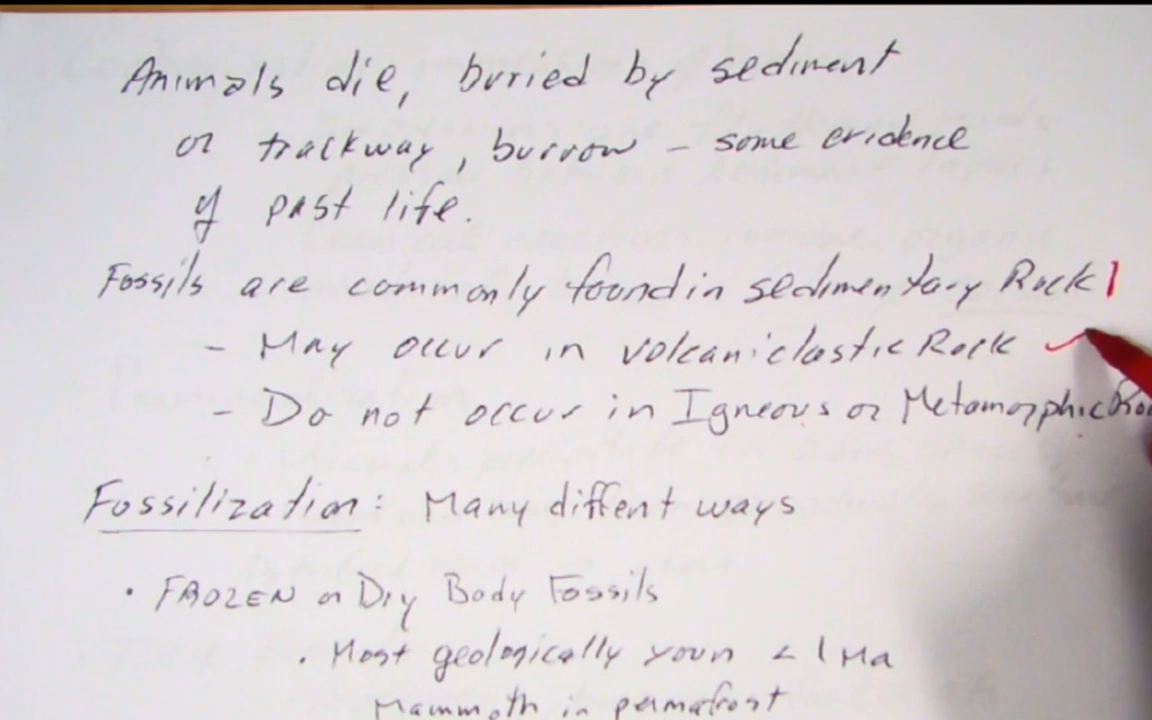 Animals die, buried by sediment
or trackway, burrow - some evidence
of past life.
Fossils are commonly found in sedimentary Rock
- May occur in volcaniclastic Rock
- Do not occur in Igneous or Metamorphic Roc
Fossilization: Many diffent ways
• FROZEN or Dry Body Fossils
• Most geologically youn < 1 Ma
Mammoth in permafrost